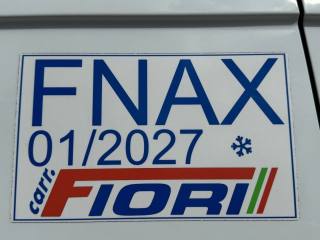 FNAX
01/2027
carr. FIORI